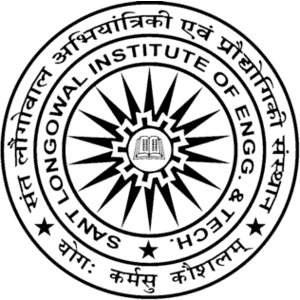 संत लौंगोवाल अभियांत्रिकी एवं प्रौद्योगिकी संस्थान
SANT LONGOWAL INSTITUTE OF ENGG & TECH.
योगः कर्मसु कौशलम्